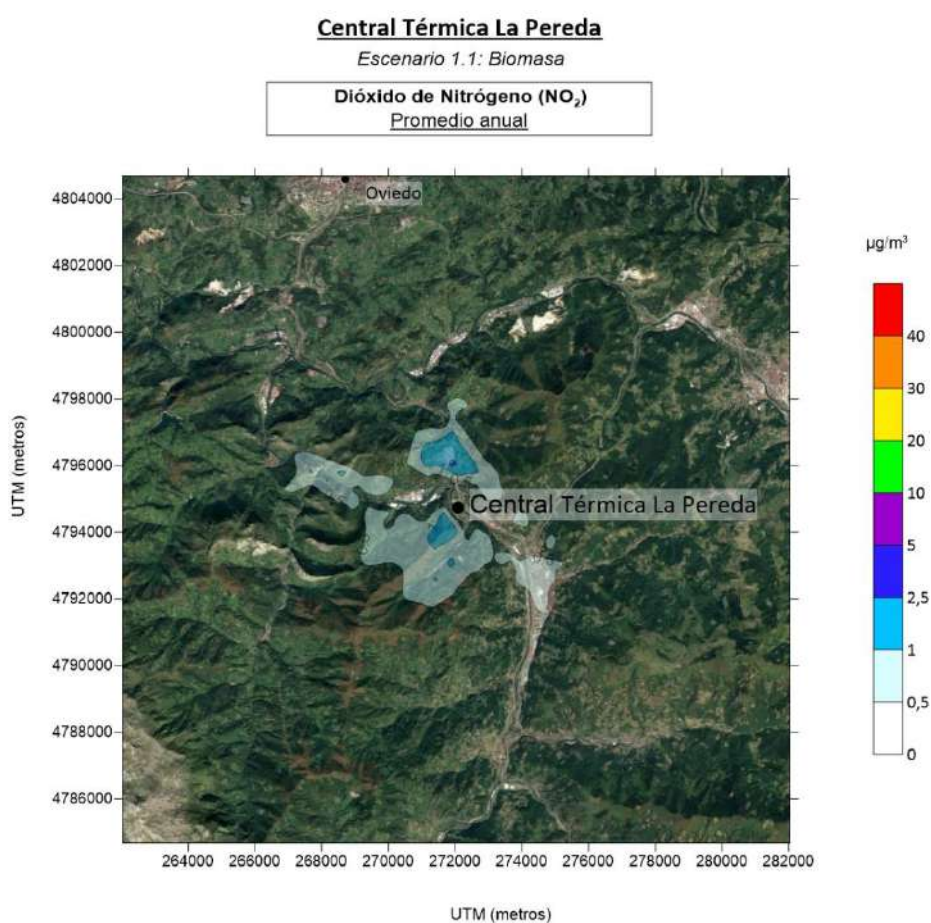 Central Térmica La Pereda
Escenario 1.1: Biomasa
Dióxido de Nitrógeno (NO₂)
Promedio anual
4804000
4802000
4800000
4798000
4796000
4794000
4792000
4790000
4788000
4786000
UTM (metros)
Oviedo
Central Térmica La Pereda
264000 266000 268000 270000 272000 274000 276000 278000 280000 282000
UTM (metros)
µg/m³
40
30
20
10
5
2,5
1
0,5
0